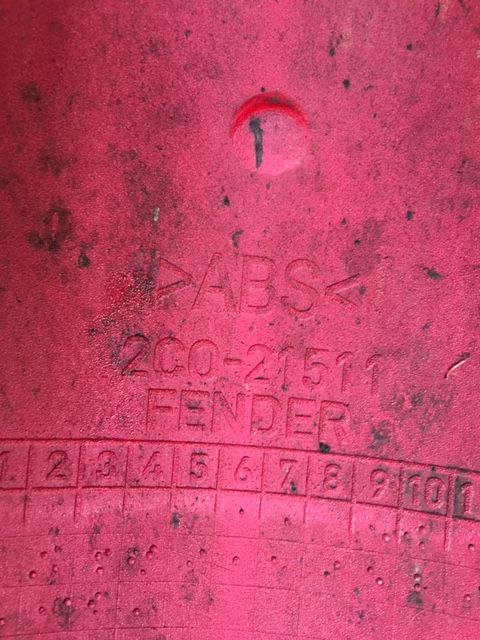 >ABS<
2C0-21511
FENDER
1 2 3 4 5 6 7 8 9 10 1